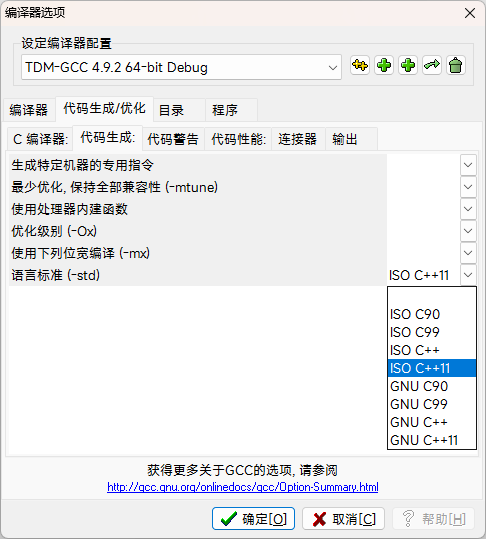 编译器选项
设定编译器配置
TDM-GCC 4.9.2 64-bit Debug
编译器 代码生成/优化 目录 程序
C 编译器: 代码生成: 代码警告 代码性能: 连接器 输出
生成特定机器的专用指令
最少优化, 保持全部兼容性 (-mtune)
使用处理器内建函数
优化级别 (-Ox)
使用下列位宽编译 (-mx)
语言标准 (-std) ISO C++11
ISO C90
ISO C99
ISO C++
ISO C++11
GNU C90
GNU C99
GNU C++
GNU C++11
获得更多关于GCC的选项, 请参阅
http://gcc.gnu.org/onlinedocs/gcc/Option-Summary.html
确定[O] 取消[C] 帮助[H]